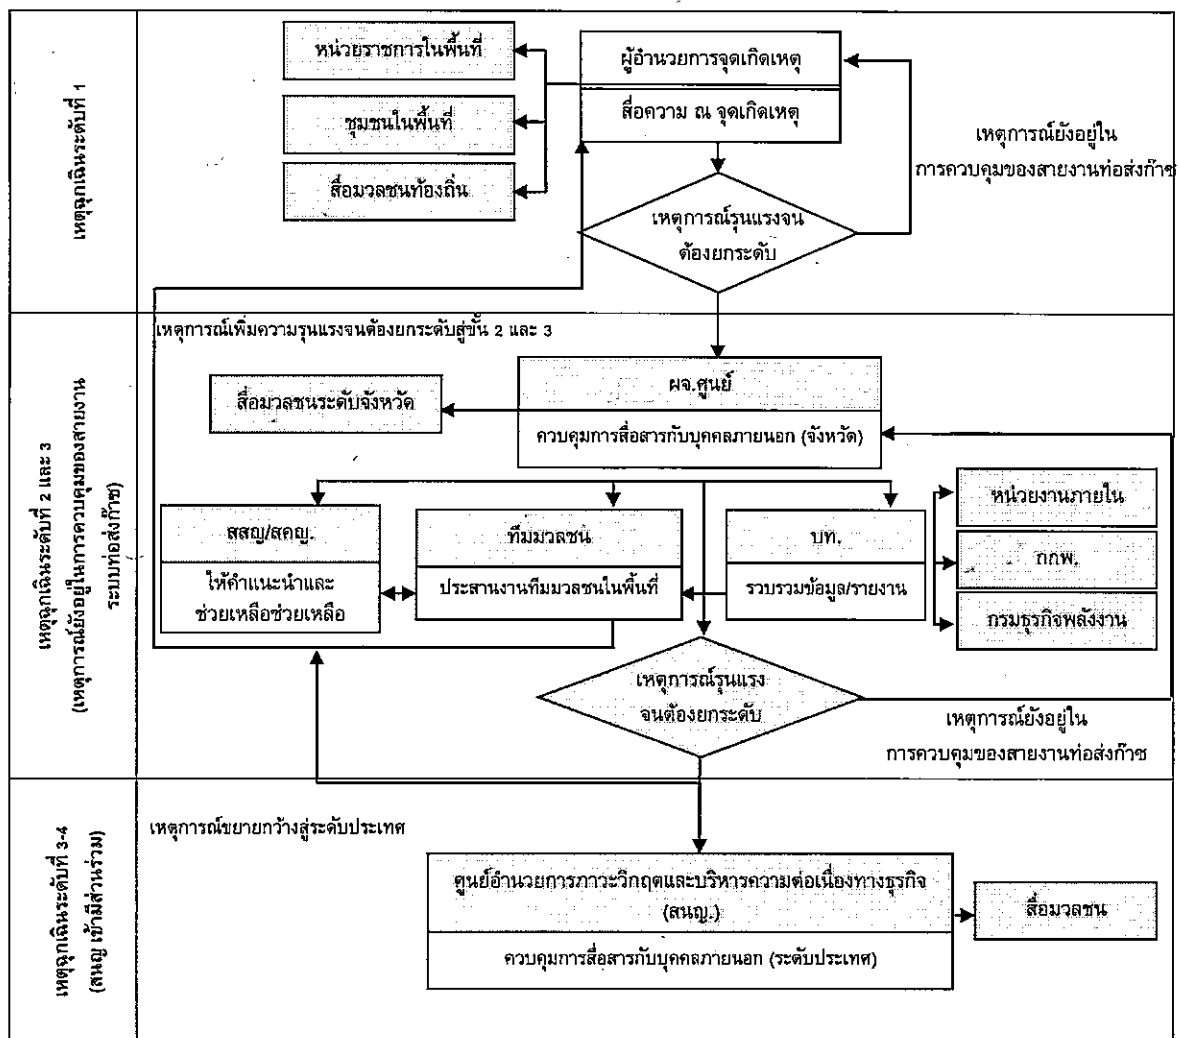 เหตุฉุกเฉินระดับที่ 1
หน่วยราชการในพื้นที่
ชุมชนในพื้นที่
สื่อมวลชนท้องถิ่น
ผู้อำนวยการจุดเกิดเหตุ
สื่อความ ณ จุดเกิดเหตุ
เหตุการณ์รุนแรงจน
ต้องยกระดับ
เหตุการณ์ยังอยู่ใน
การควบคุมของสายงานท่อส่งก๊าซ
เหตุฉุกเฉินระดับที่ 2 และ 3
(เหตุการณ์ยังอยู่ในการควบคุมของสายงาน
ระบบท่อส่งก๊าซ)
เหตุการณ์เพิ่มความรุนแรงจนต้องยกระดับสู่ขั้น 2 และ 3
สื่อมวลชนระดับจังหวัด
ผจ.ศูนย์
ควบคุมการสื่อสารกับบุคคลภายนอก (จังหวัด)
สสญ/สคญ.
ให้คำแนะนำและ
ช่วยเหลือช่วยเหลือ
ทีมมวลชน
ประสานงานทีมมวลชนในพื้นที่
บท.
รวบรวมข้อมูล/รายงาน
หน่วยงานภายใน
กกพ.
กรมธุรกิจพลังงาน
เหตุการณ์รุนแรง
จนต้องยกระดับ
เหตุการณ์ยังอยู่ใน
การควบคุมของสายงานท่อส่งก๊าซ
เหตุฉุกเฉินระดับที่ 3-4
(สนญ เข้ามีส่วนร่วม)
เหตุการณ์ขยายกว้างสู่ระดับประเทศ
ศูนย์อำนวยการภาวะวิกฤตและบริหารความต่อเนื่องทางธุรกิจ
(สนญ.)
ควบคุมการสื่อสารกับบุคคลภายนอก (ระดับประเทศ)
สื่อมวลชน